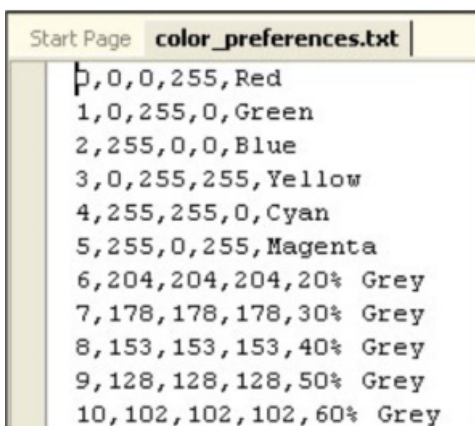 Start Page color_preferences.txt
0,0,0,255,Red
1,0,255,0,Green
2,255,0,0,Blue
3,0,255,255,Yellow
4,255,255,0,Cyan
5,255,0,255,Magenta
6,204,204,204,20% Grey
7,178,178,178,30% Grey
8,153,153,153,40% Grey
9,128,128,128,50% Grey
10,102,102,102,60% Grey